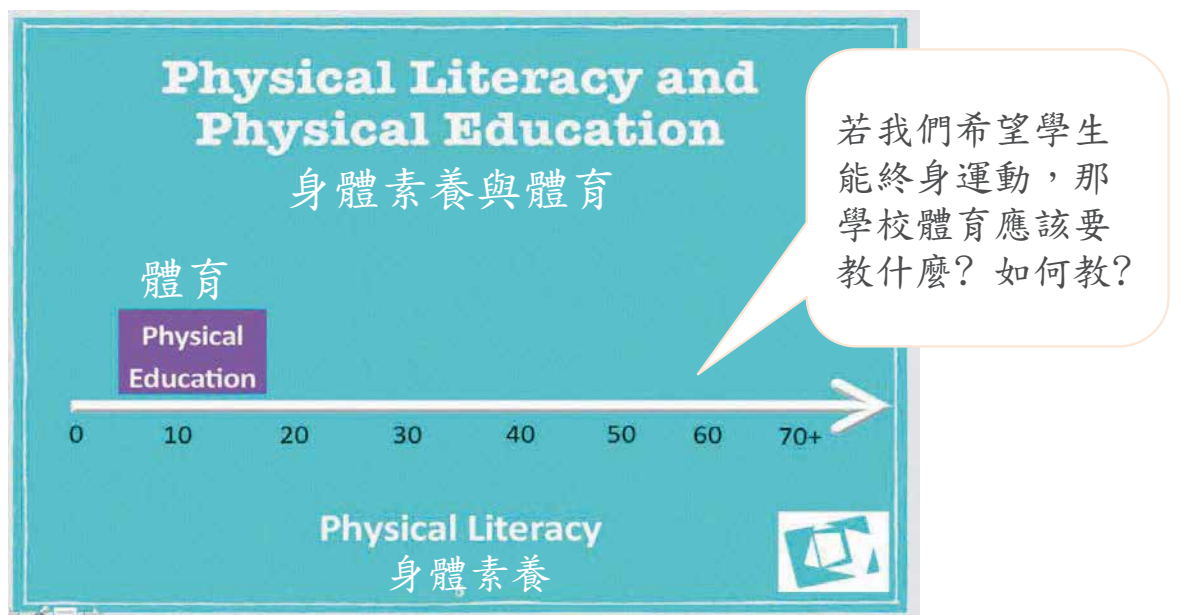 Physical Literacy and
Physical Education
身體素養與體育
若我們希望學生
能終身運動，那
學校體育應該要
教什麼? 如何教?
體育
Physical
Education
0 10 20 30 40 50 60 70+
Physical Literacy
身體素養